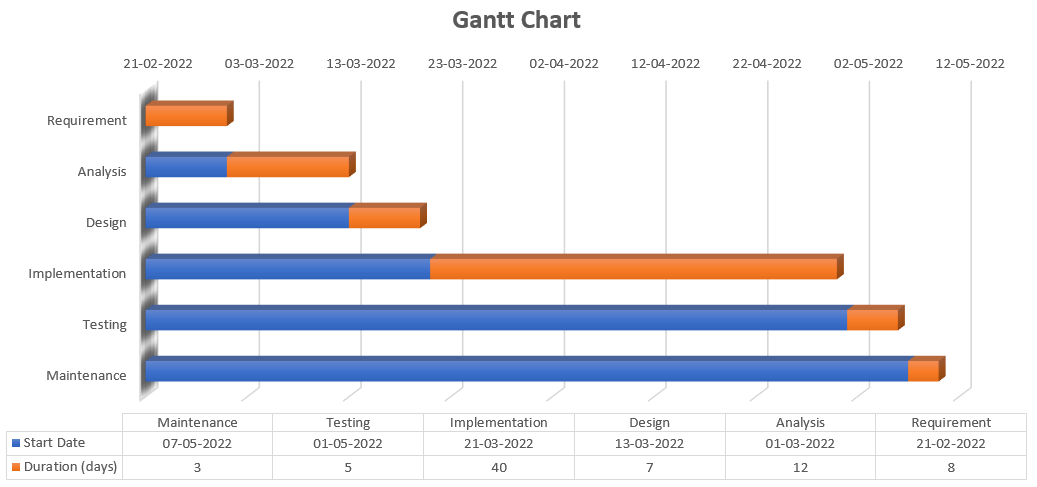 Gantt Chart
21-02-2022 03-03-2022 13-03-2022 23-03-2022 02-04-2022 12-04-2022 22-04-2022 02-05-2022 12-05-2022
Requirement
Analysis
Design
Implementation
Testing
Maintenance
Maintenance Testing Implementation Design Analysis Requirement
Start Date 07-05-2022 01-05-2022 21-03-2022 13-03-2022 01-03-2022 21-02-2022
Duration (days) 3 5 40 7 12 8